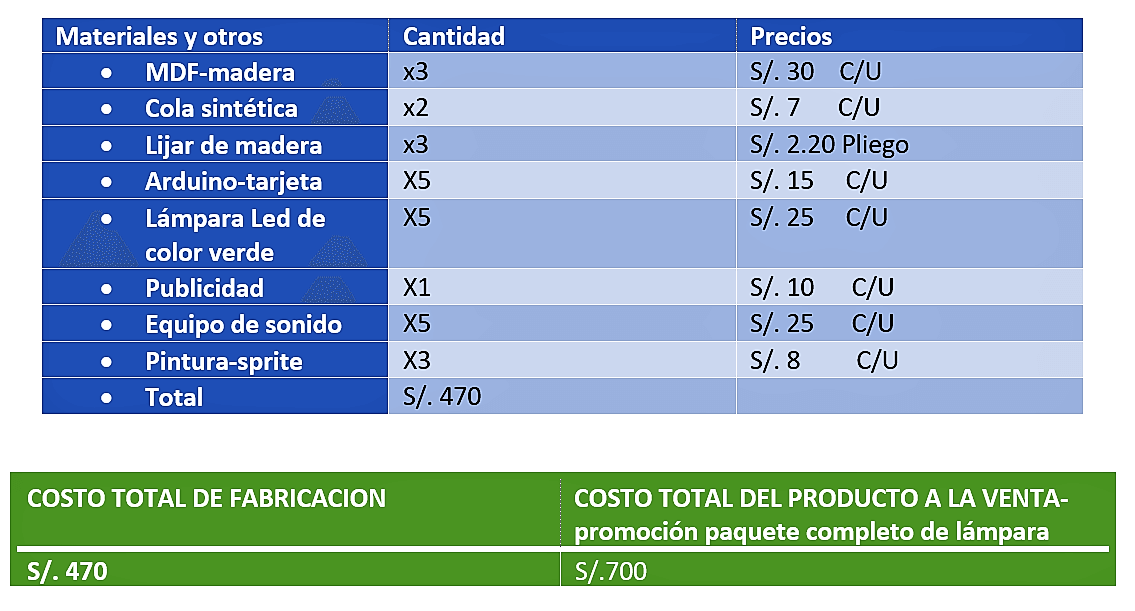 Materiales y otros Cantidad Precios
• MDF-madera x3 S/. 30 C/U
• Cola sintética x2 S/. 7 C/U
• Lijar de madera x3 S/. 2.20 Pliego
• Arduino-tarjeta X5 S/. 15 C/U
• Lámpara Led de X5 S/. 25 C/U
color verde
• Publicidad X1 S/. 10 C/U
• Equipo de sonido X5 S/. 25 C/U
• Pintura-sprite X3 S/. 8 C/U
• Total S/. 470
COSTO TOTAL DE FABRICACION COSTO TOTAL DEL PRODUCTO A LA VENTA-
promoción paquete completo de lámpara
S/. 470 S/.700